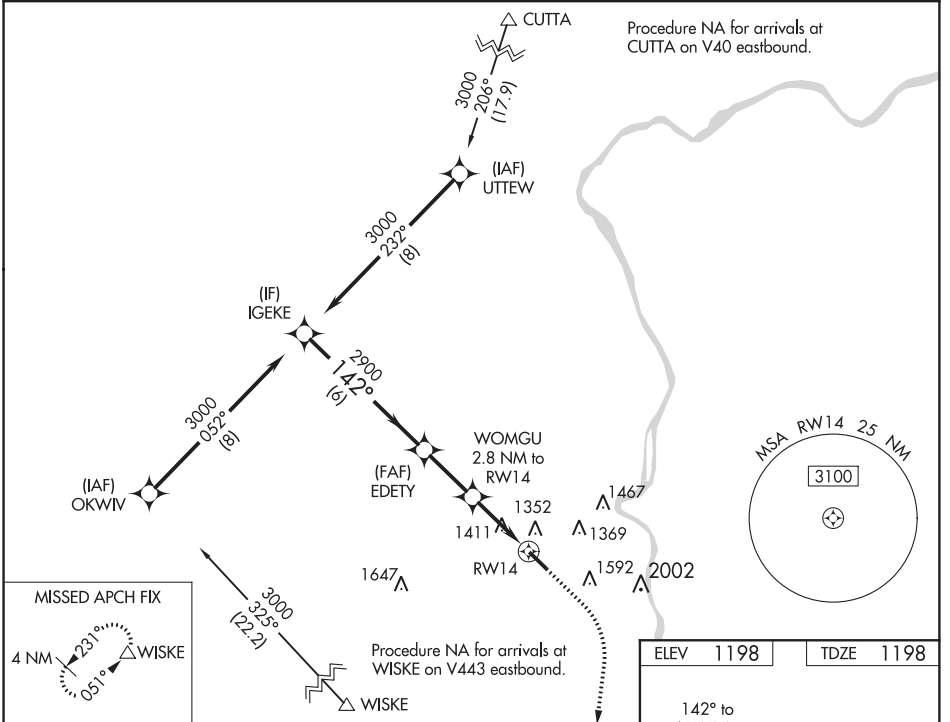 CUTTA
Procedure NA for arrivals at
CUTTA on V40 eastbound.
3000
206°
(17.9)
(IAF)
UTTEW
3000
232°
(8)
(IF)
IGEKE
2900
142°
(6)
3000
052°
(8)
(IAF)
OKWIV
(FAF)
EDETY
WOMGU
2.8 NM to
RW14
MSA RW14 25 NM
3100
1467
1352
1411
1369
RW14
1647
1592
2002
3000
325°
(22.2)
MISSED APCH FIX
4 NM
231°
051°
WISKE
Procedure NA for arrivals at
WISKE on V443 eastbound.
WISKE
ELEV 1198
TDZE 1198
142° to